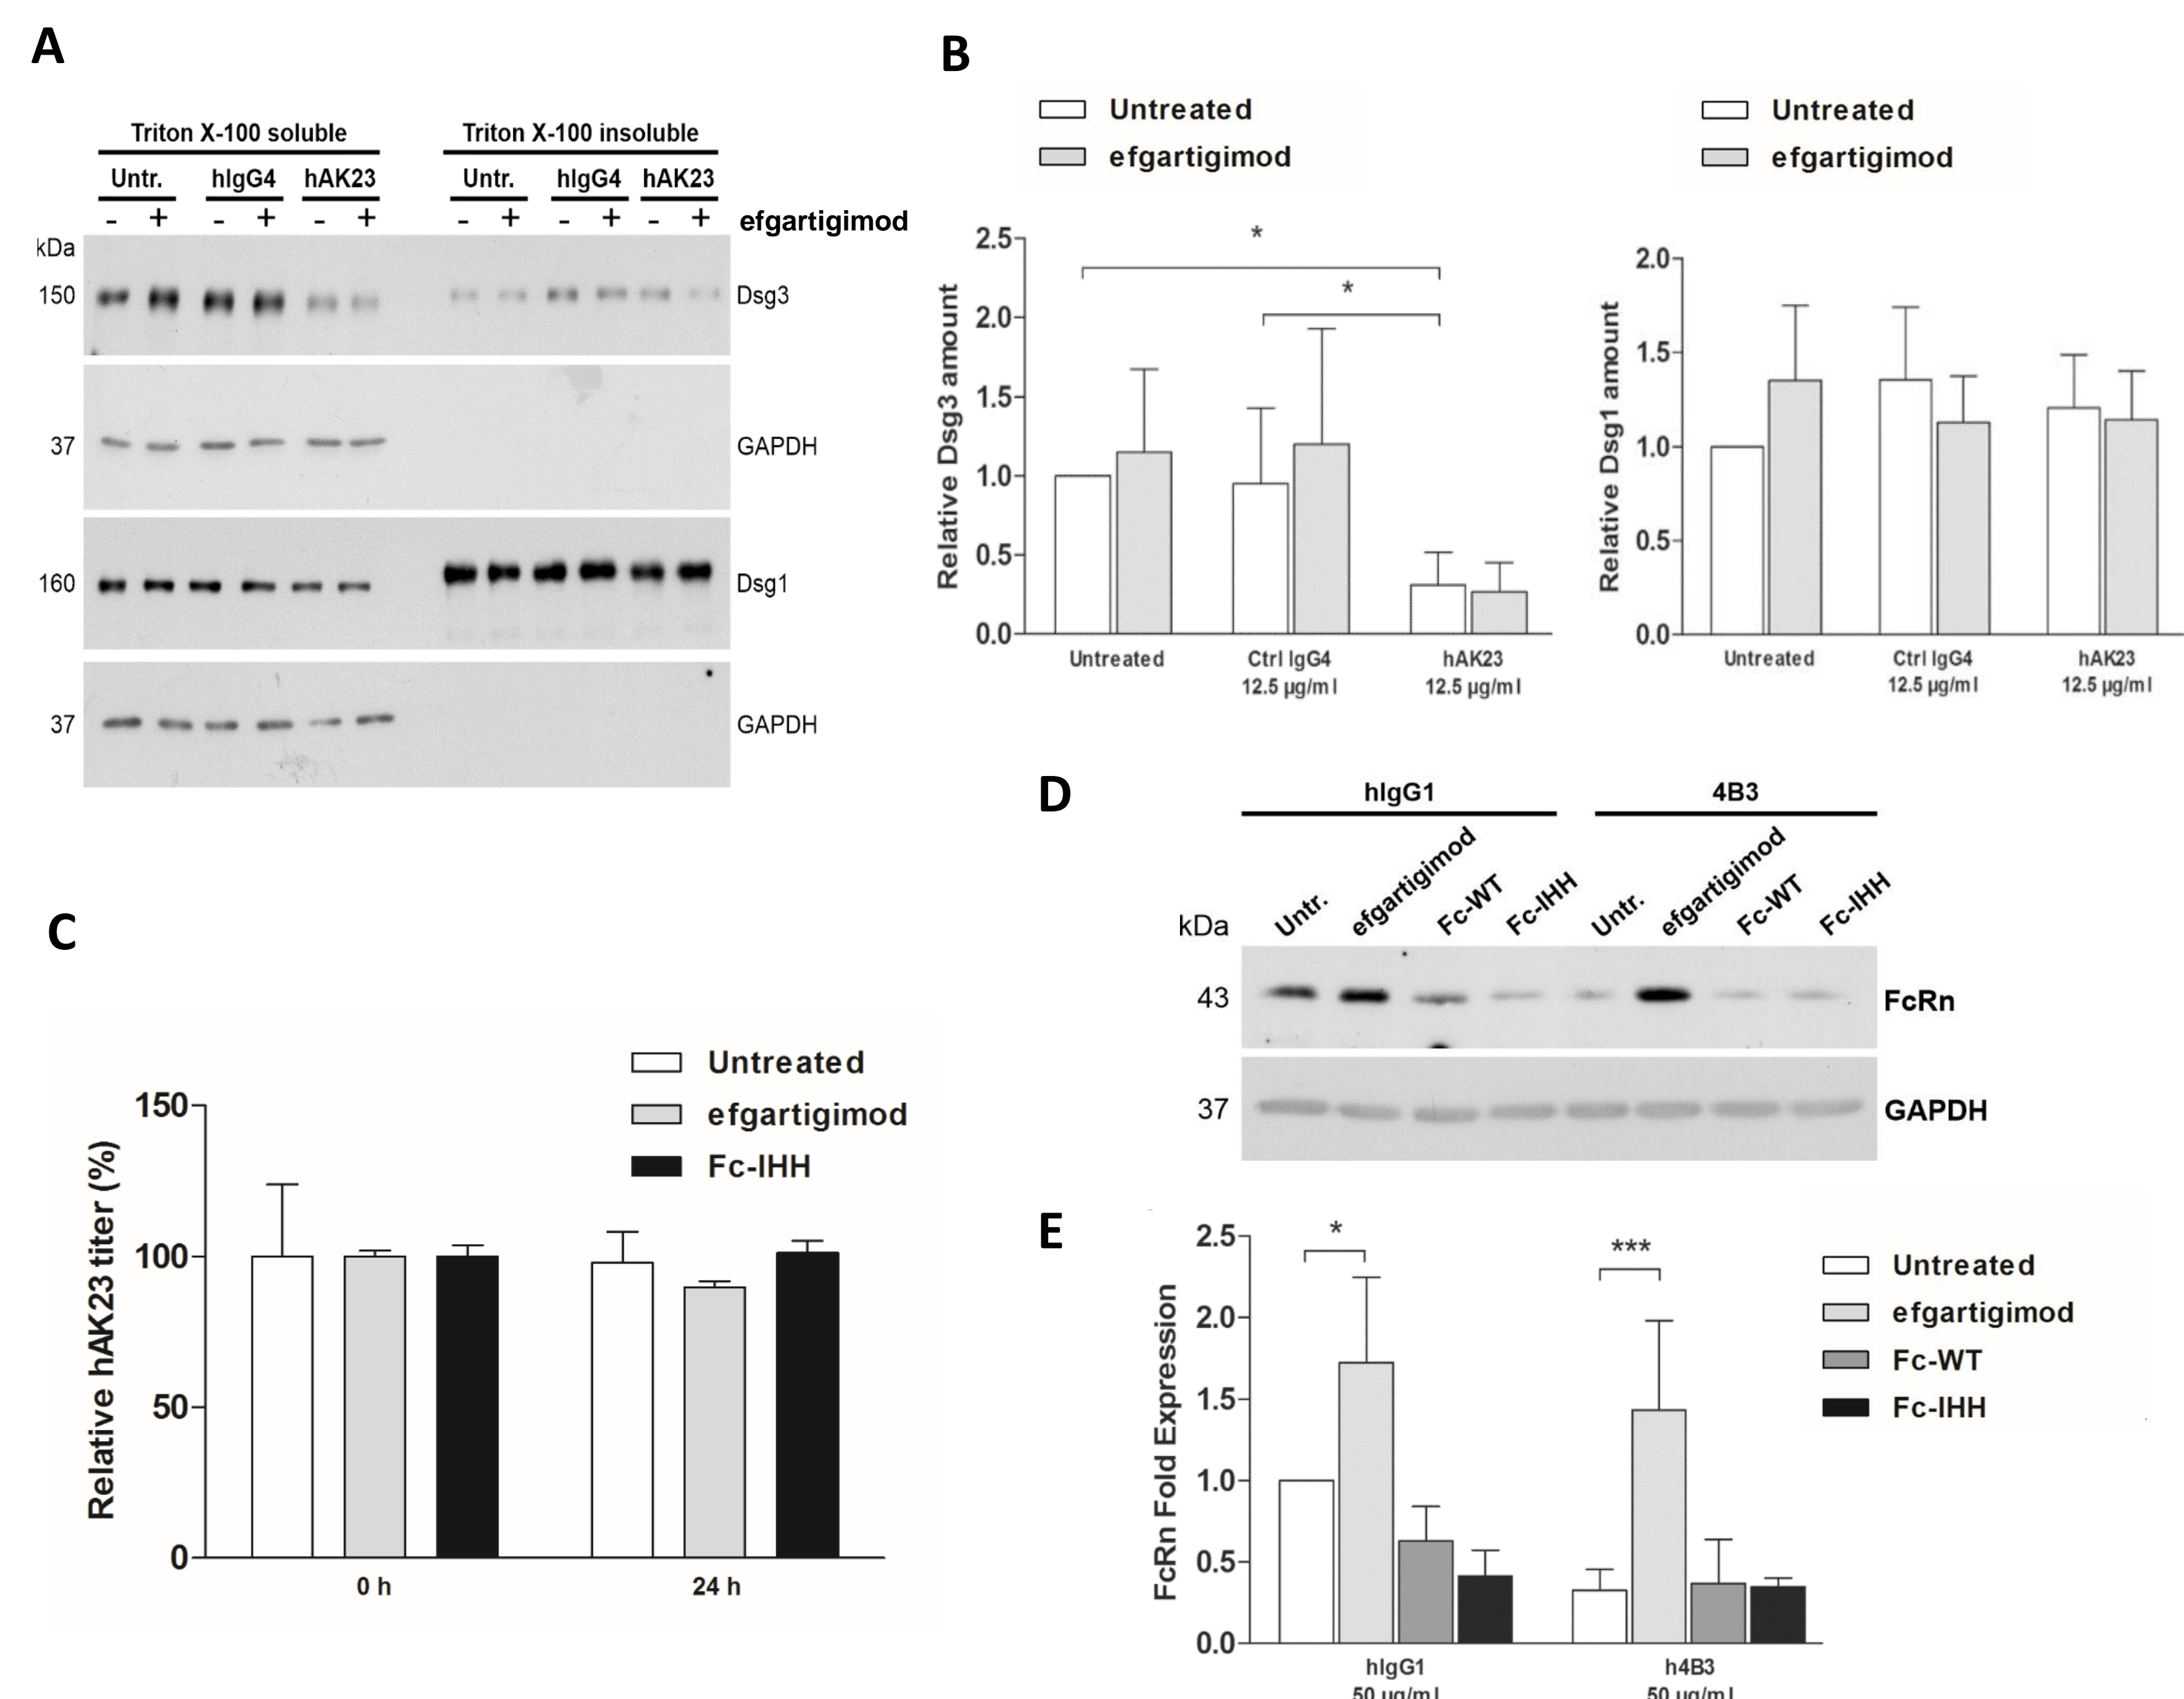 A
Triton X-100 soluble
Triton X-100 insoluble
Untr. hIgG4 hAK23
Untr. hIgG4 hAK23
- + - + - +
- + - + - +
efgartigimod
kDa
150
Dsg3
37
GAPDH
160
Dsg1
37
GAPDH
B
Untreated
efgartigimod
*
*
Relative Dsg3 amount
2.5
2.0
1.5
1.0
0.5
0.0
Untreated
Ctrl IgG4
12.5 µg/ml
hAK23
12.5 µg/ml
Untreated
efgartigimod
Relative Dsg1 amount
2.0
1.5
1.0
0.5
0.0
Untreated
Ctrl IgG4
12.5 µg/ml
hAK23
12.5 µg/ml
C
Untreated
efgartigimod
Fc-IHH
Relative hAK23 titer (%)
150
100
50
0
0 h
24 h
D
hIgG1
4B3
Untr.
efgartigimod
Fc-WT
Fc-IHH
Untr.
efgartigimod
Fc-WT
Fc-IHH
kDa
43
FcRn
37
GAPDH
E
*
***
Untreated
efgartigimod
Fc-WT
Fc-IHH
FcRn Fold Expression
2.5
2.0
1.5
1.0
0.5
0.0
hIgG1
50 µg/ml
h4B3
50 µg/ml